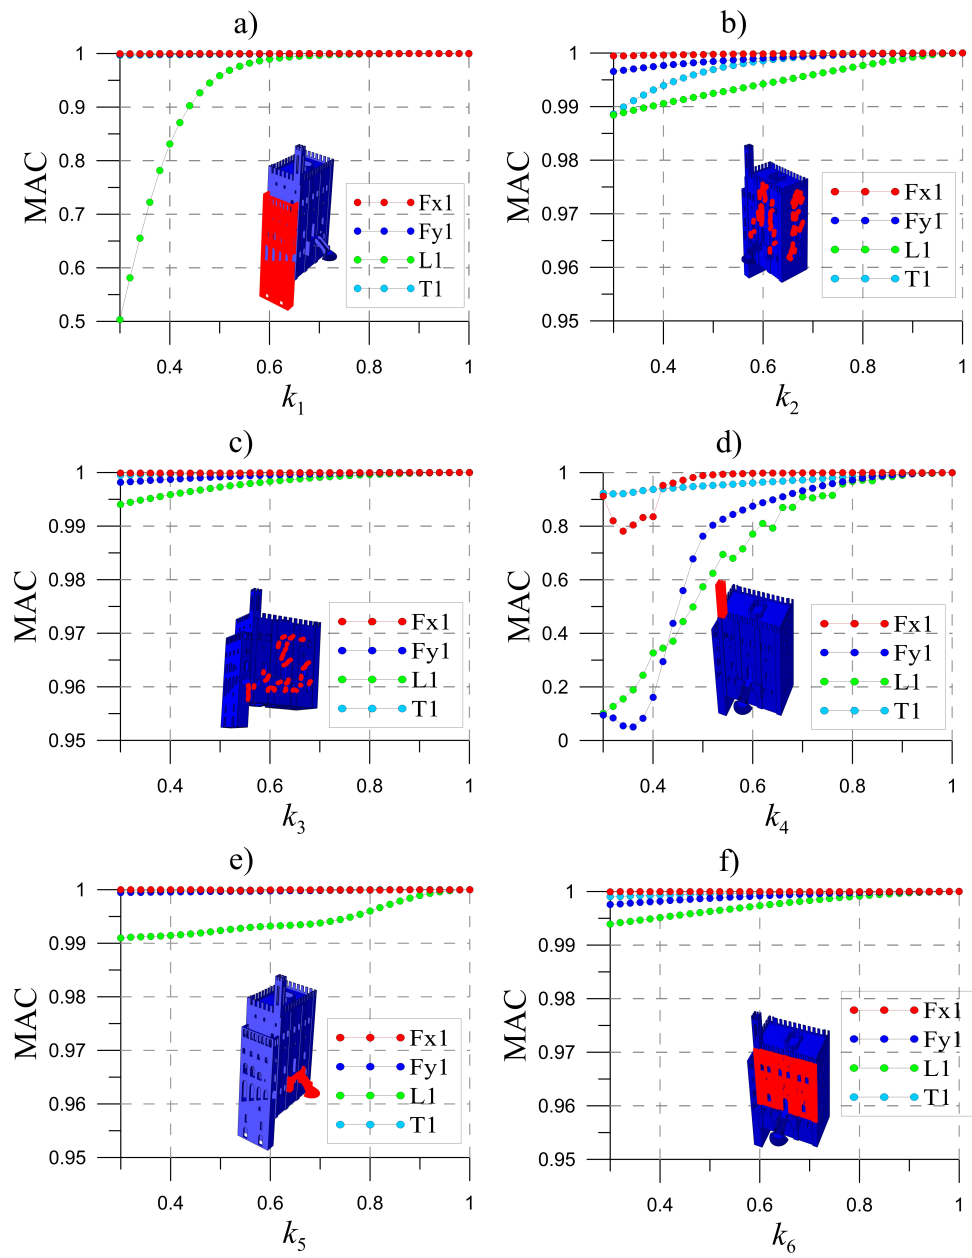 a)
1
0.9
0.8
0.7
0.6
0.5
MAC
Fx1
Fy1
L1
T1
0.4
0.6
0.8
1
k1
b)
1
0.99
0.98
0.97
0.96
0.95
MAC
Fx1
Fy1
L1
T1
0.4
0.6
0.8
1
k2
c)
1
0.99
0.98
0.97
0.96
0.95
MAC
Fx1
Fy1
L1
T1
0.4
0.6
0.8
1
k3
d)
1
0.8
0.6
0.4
0.2
0
MAC
Fx1
Fy1
L1
T1
0.4
0.6
0.8
1
k4
e)
1
0.99
0.98
0.97
0.96
0.95
MAC
Fx1
Fy1
L1
T1
0.4
0.6
0.8
1
k5
f)
1
0.99
0.98
0.97
0.96
0.95
MAC
Fx1
Fy1
L1
T1
0.4
0.6
0.8
1
k6